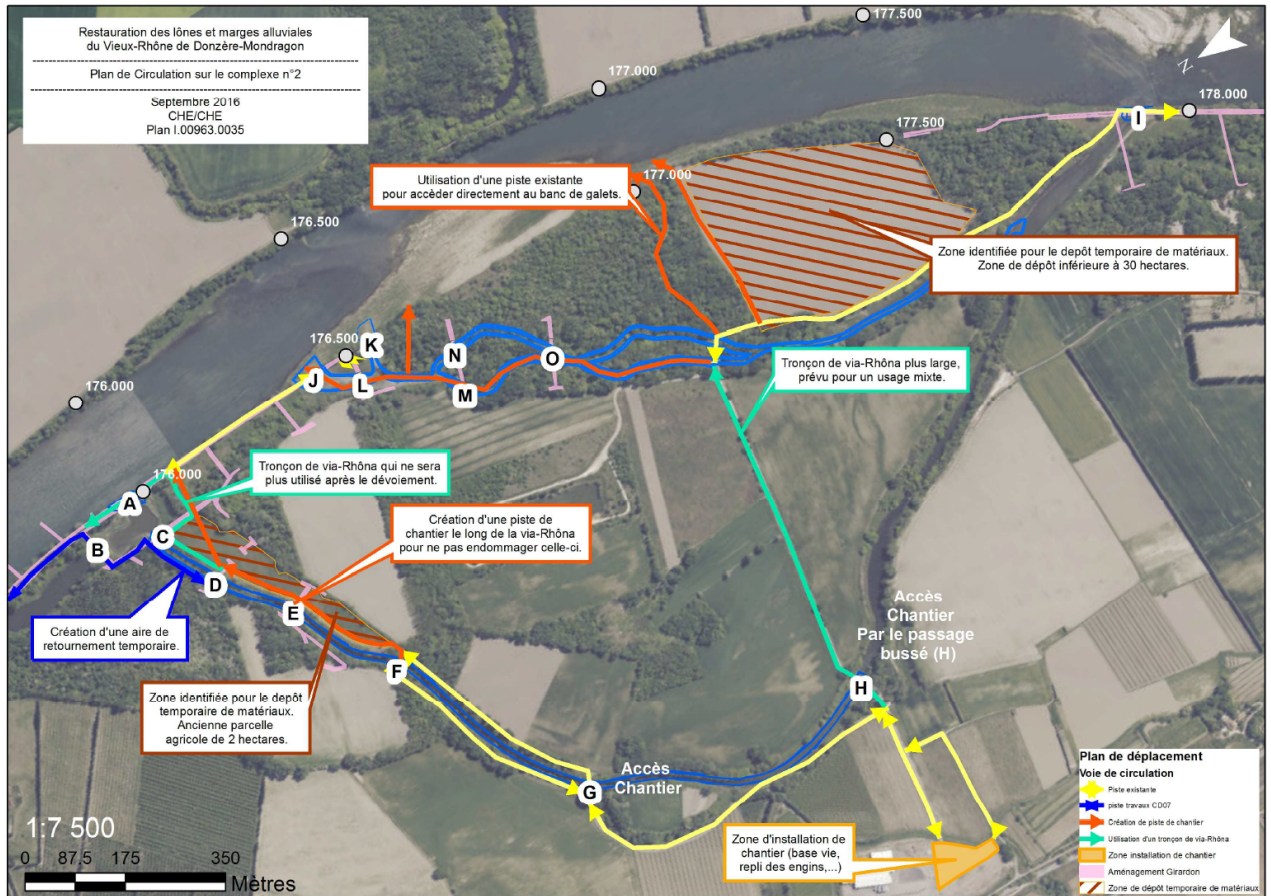 Restauration des lônes et marges alluviales
du Vieux-Rhône de Donzère-Mondragon
Plan de Circulation sur le complexe n°2
Septembre 2016
CHE/CHE
Plan I.00963.0035
177.500
177.000
178.000
N
I
177.500
177.000
Utilisation d'une piste existante
pour accèder directement au banc de galets.
176.500
Zone identifiée pour le depôt temporaire de matériaux.
Zone de dépôt inférieure à 30 hectares.
176.500
K
J
L
N
M
O
176.000
Tronçon de via-Rhôna plus large,
prévu pour un usage mixte.
176.000
Tronçon de via-Rhôna qui ne sera
plus utilisé après le dévoiement.
A
B
C
D
E
F
Création d'une piste de
chantier le long de la via-Rhôna
pour ne pas endommager celle-ci.
Création d'une aire de
retournement temporaire.
Accès
Chantier
Par le passage
bussé (H)
H
Zone identifiée pour le depôt
temporaire de matériaux.
Ancienne parcelle
agricole de 2 hectares.
Accès
Chantier
G
Zone d'installation de
chantier (base vie,
repli des engins,...)
1:7 500
0 87,5 175 350
Mètres
Plan de déplacement
Voie de circulation
Piste existante
piste travaux CD07
Création de piste de chantier
Utilisation d'un tronçon de via-Rhôna
Zone installation de chantier
Aménagement Girardon
Zone de dépôt temporaire de matériaux